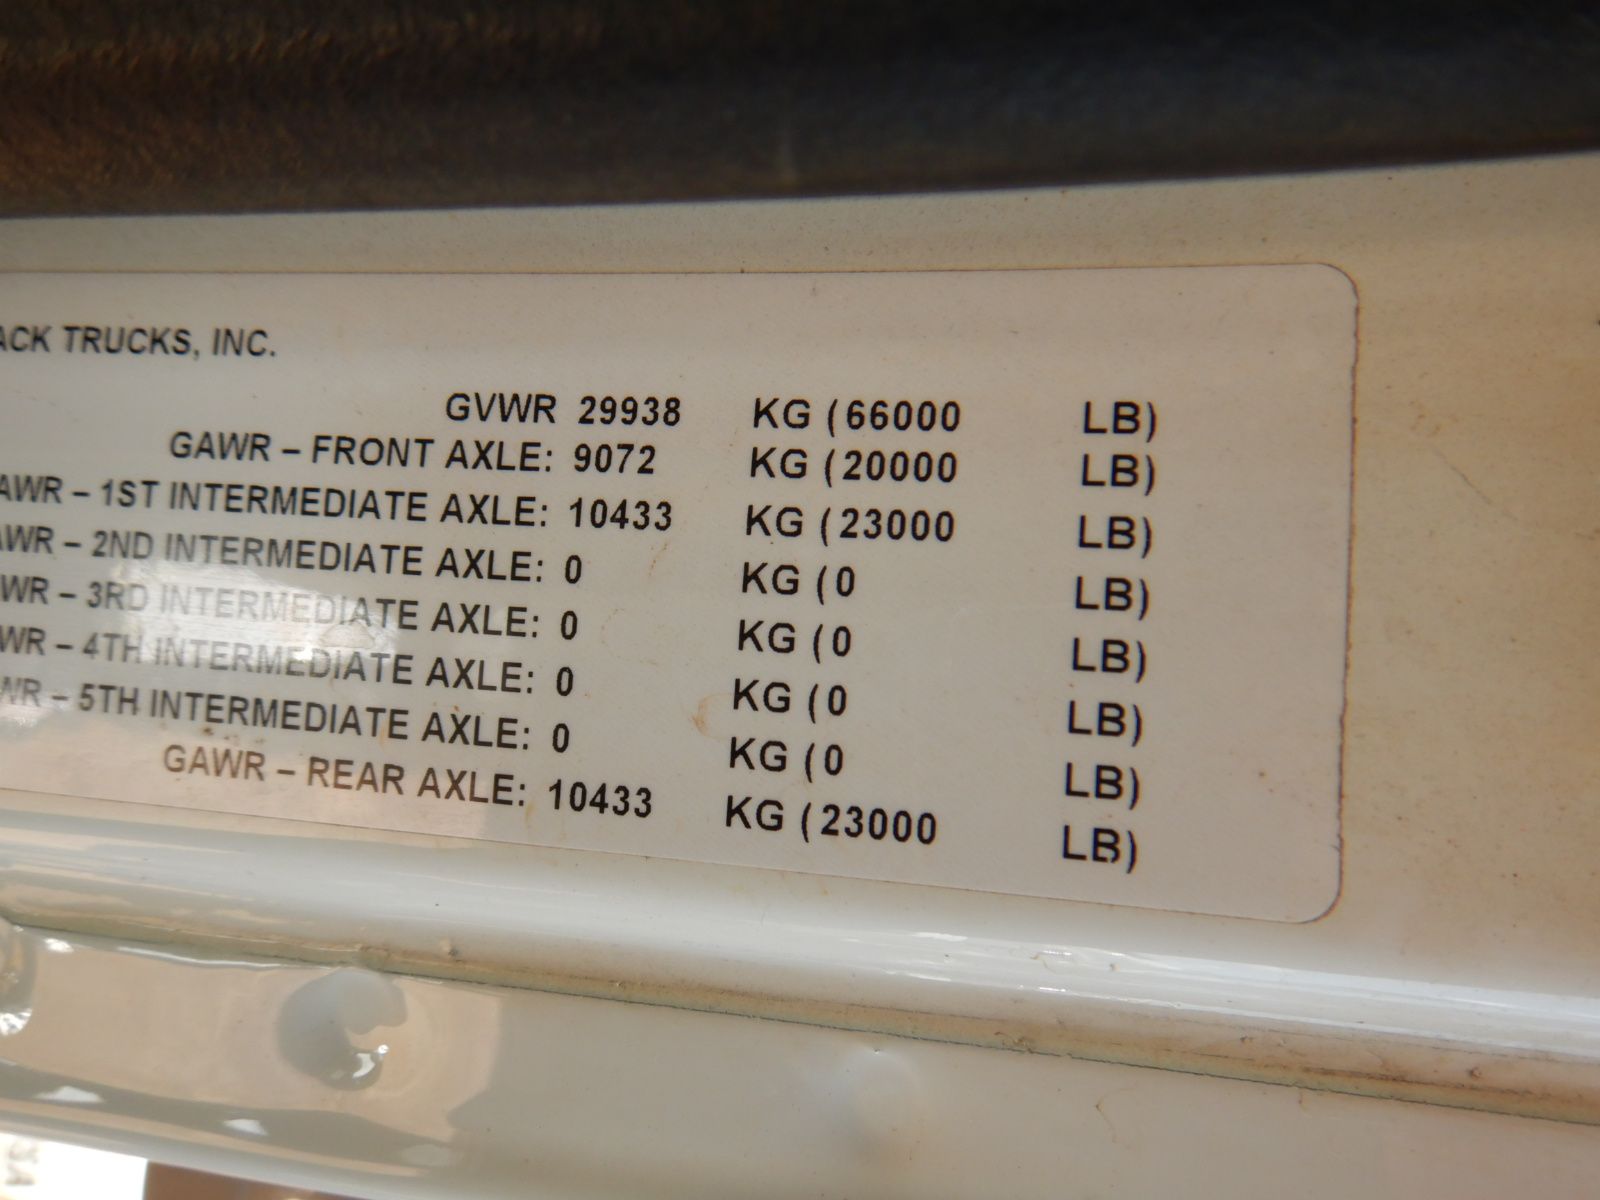 ACK TRUCKS, INC.
GVWR 29938 KG (66000 LB)
GAWR – FRONT AXLE: 9072 KG (20000 LB)
AWR – 1ST INTERMEDIATE AXLE: 10433 KG (23000 LB)
AWR – 2ND INTERMEDIATE AXLE: 0 KG (0 LB)
WR – 3RD INTERMEDIATE AXLE: 0 KG (0 LB)
WR – 4TH INTERMEDIATE AXLE: 0 KG (0 LB)
WR – 5TH INTERMEDIATE AXLE: 0 KG (0 LB)
GAWR – REAR AXLE: 10433 KG (23000 LB)